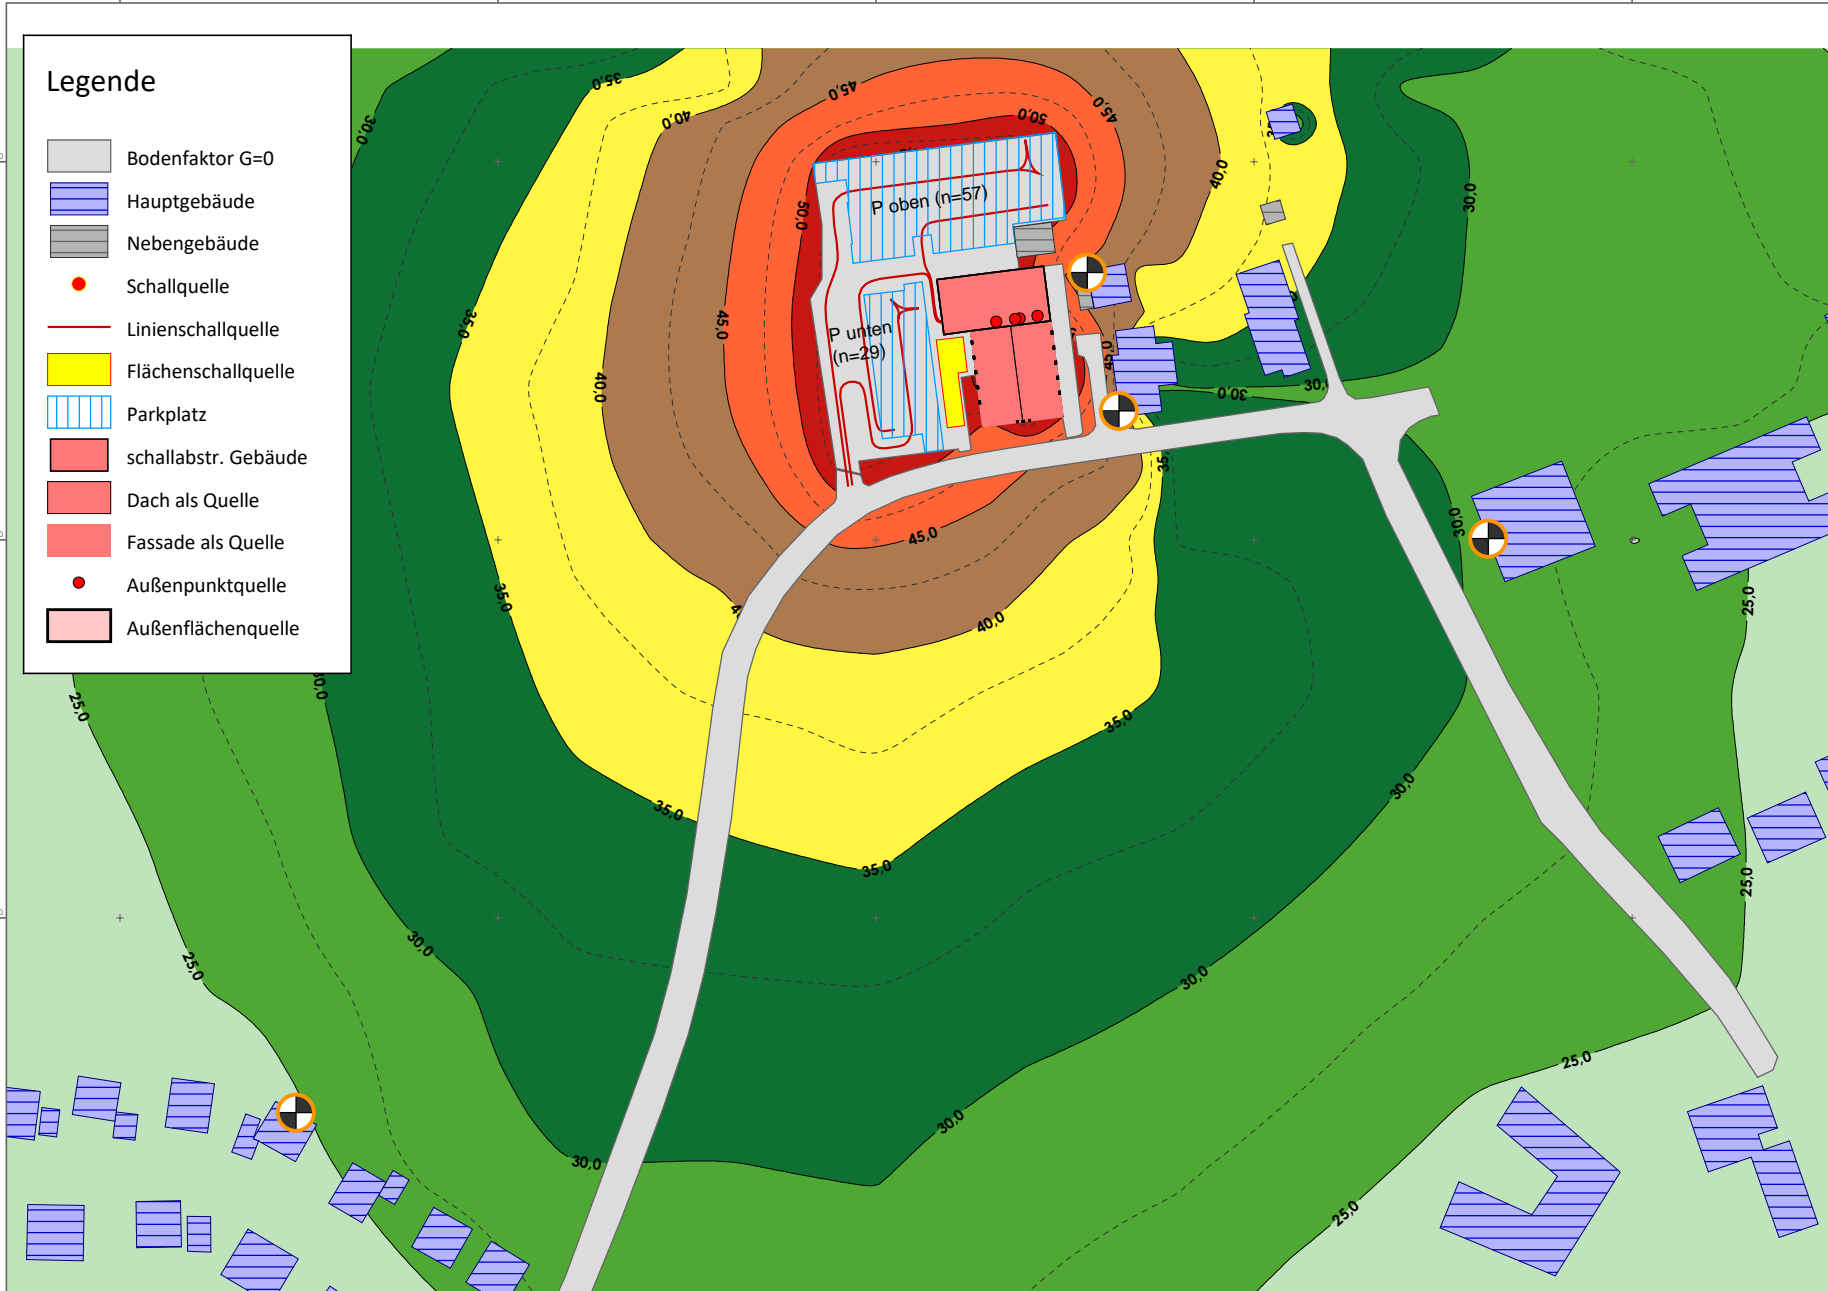 Legende
Bodenfaktor G=0
Hauptgebäude
Nebengebäude
Schallquelle
Linienschallquelle
Flächenschallquelle
Parkplatz
schallabstr. Gebäude
Dach als Quelle
Fassade als Quelle
Außenpunktquelle
Außenflächenquelle
35,0
40,0
45,0
50,0
45,0
30,0
40,0
30,0
P oben (n=57)
50,0
35,0
45,0
P unten
(n=29)
40,0
30,0
30,0
35,0
45,0
30,0
35,0
40,0
25,0
25,0
35,0
30,0
35,0
35,0
25,0
30,0
25,0
30,0
25,0
30,0
30,0
25,0